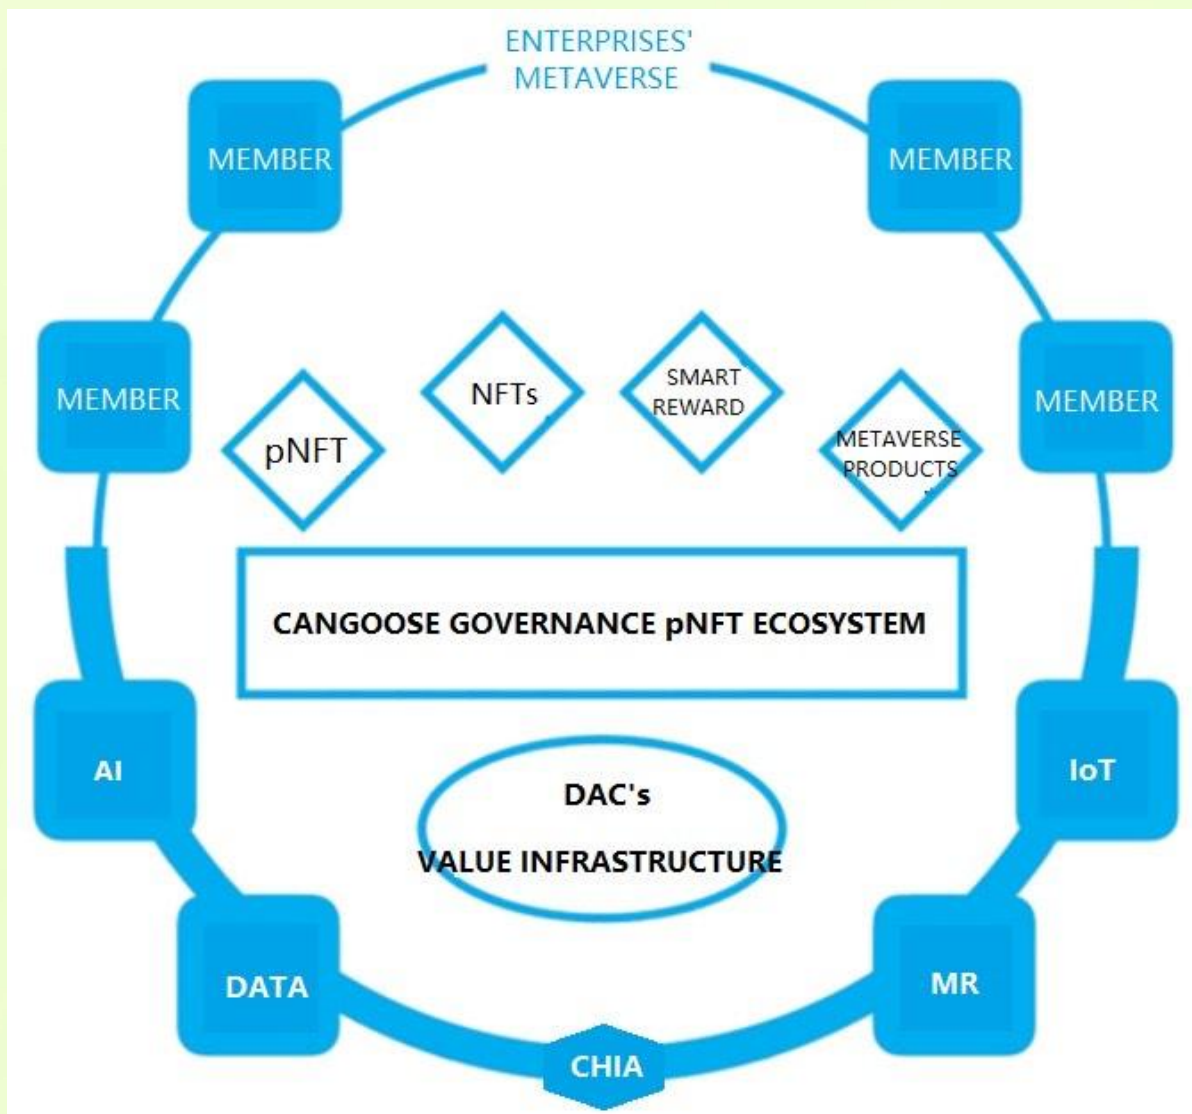 ENTERPRISES'
METAVERSE
MEMBER
MEMBER
MEMBER
MEMBER
pNFT
NFTs
SMART
REWARD
METAVERSE
PRODUCTS
CANGOOSE GOVERNANCE pNFT ECOSYSTEM
AI
IoT
DAC's
VALUE INFRASTRUCTURE
DATA
MR
CHIA